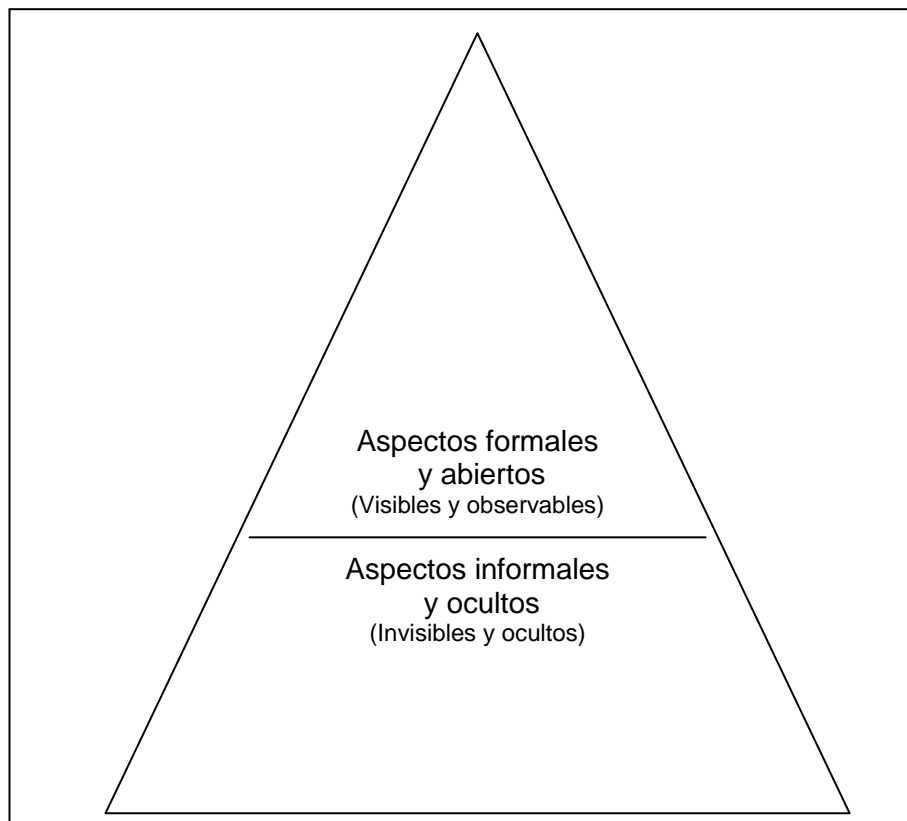 Aspectos formales
y abiertos
(Visibles y observables)
Aspectos informales
y ocultos
(Invisibles y ocultos)